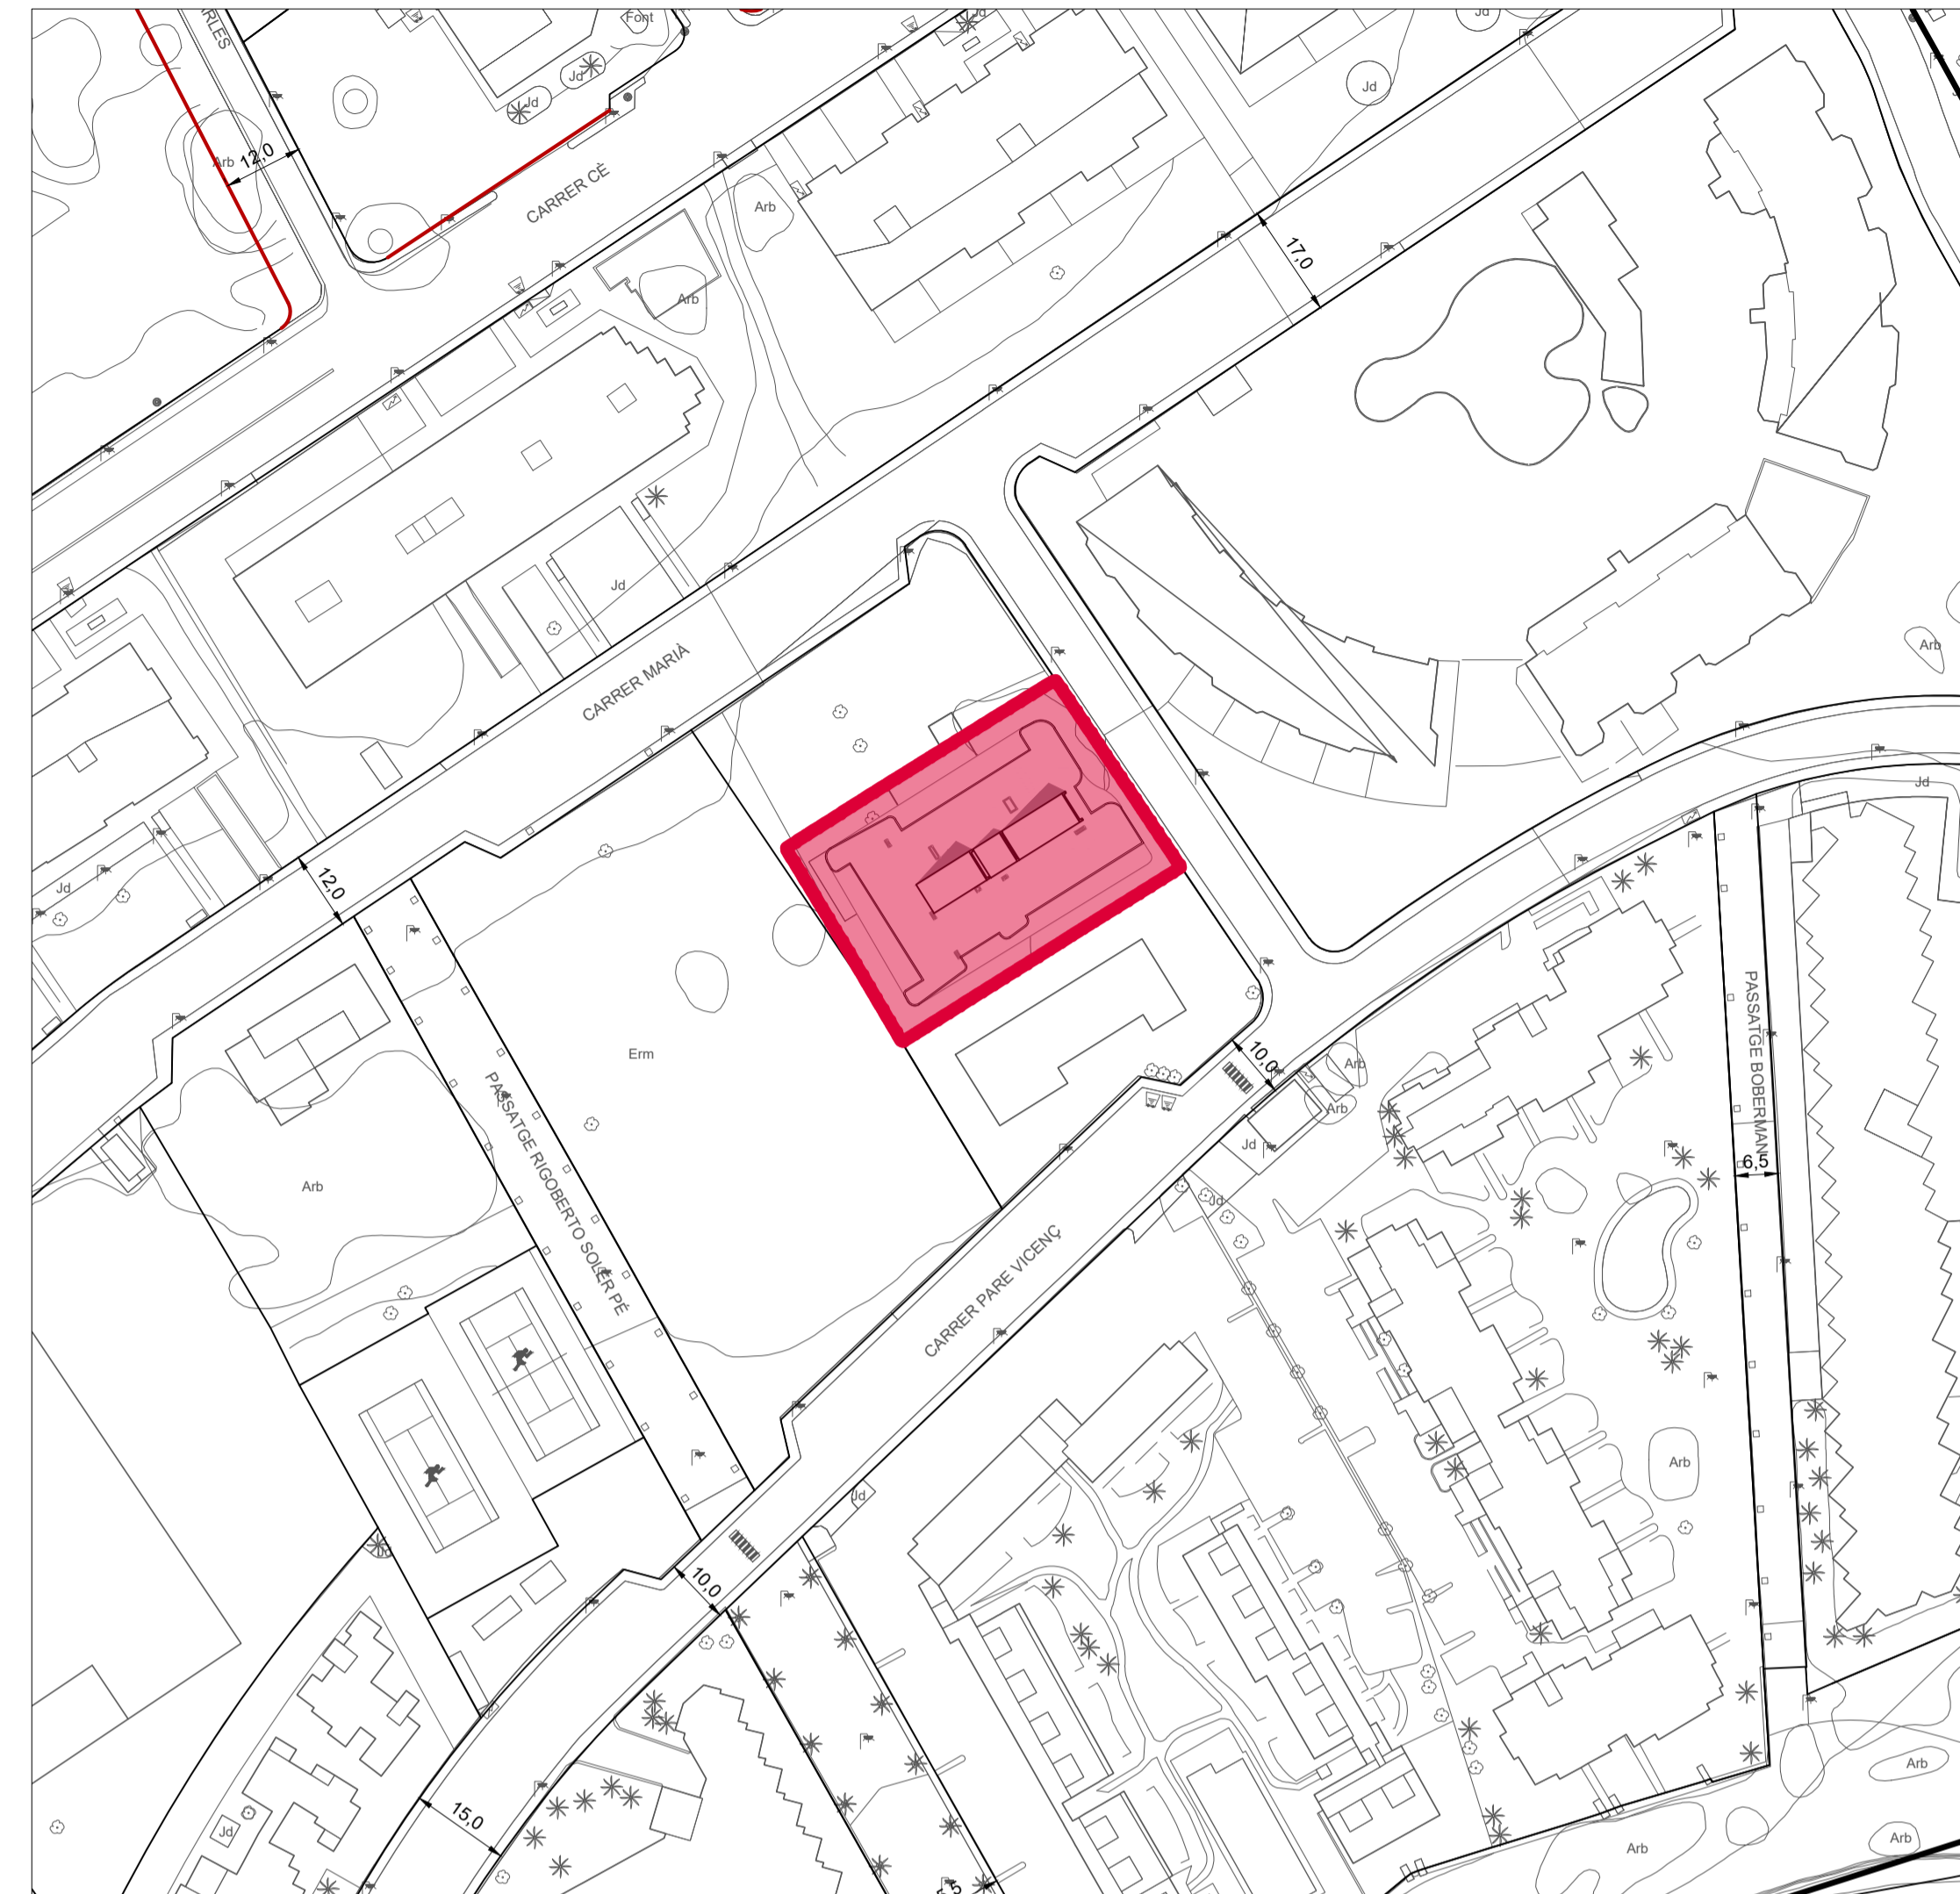 Font
Jd
Jd
Jd
Jd
Jd
Arb
12,0
CARRER CÈ
Arb
17,0
Arb
Jd
CARRER MARIÀ
Arb
Jd
Jd
12,0
PASSATGE BOBERMAN
Erm
10,0
Arb
Arb
Jd
PASSATGE RIGOBERTO SOLER PÉ
6,5
Arb
Jd
CARRER PARE VICENÇ
Arb
Jd
10,0
Arb
15,0
Jd
Arb
Arb